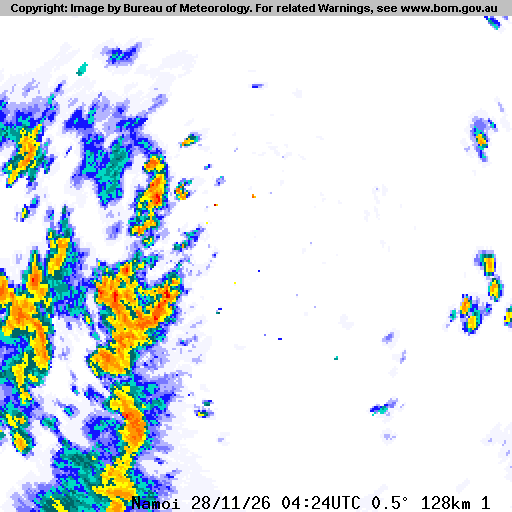 Copyright: Image by Bureau of Meteorology. For related Warnings, see www.bom.gov.au
Namoi 28/11/26 04:24UTC 0.5° 128km 1